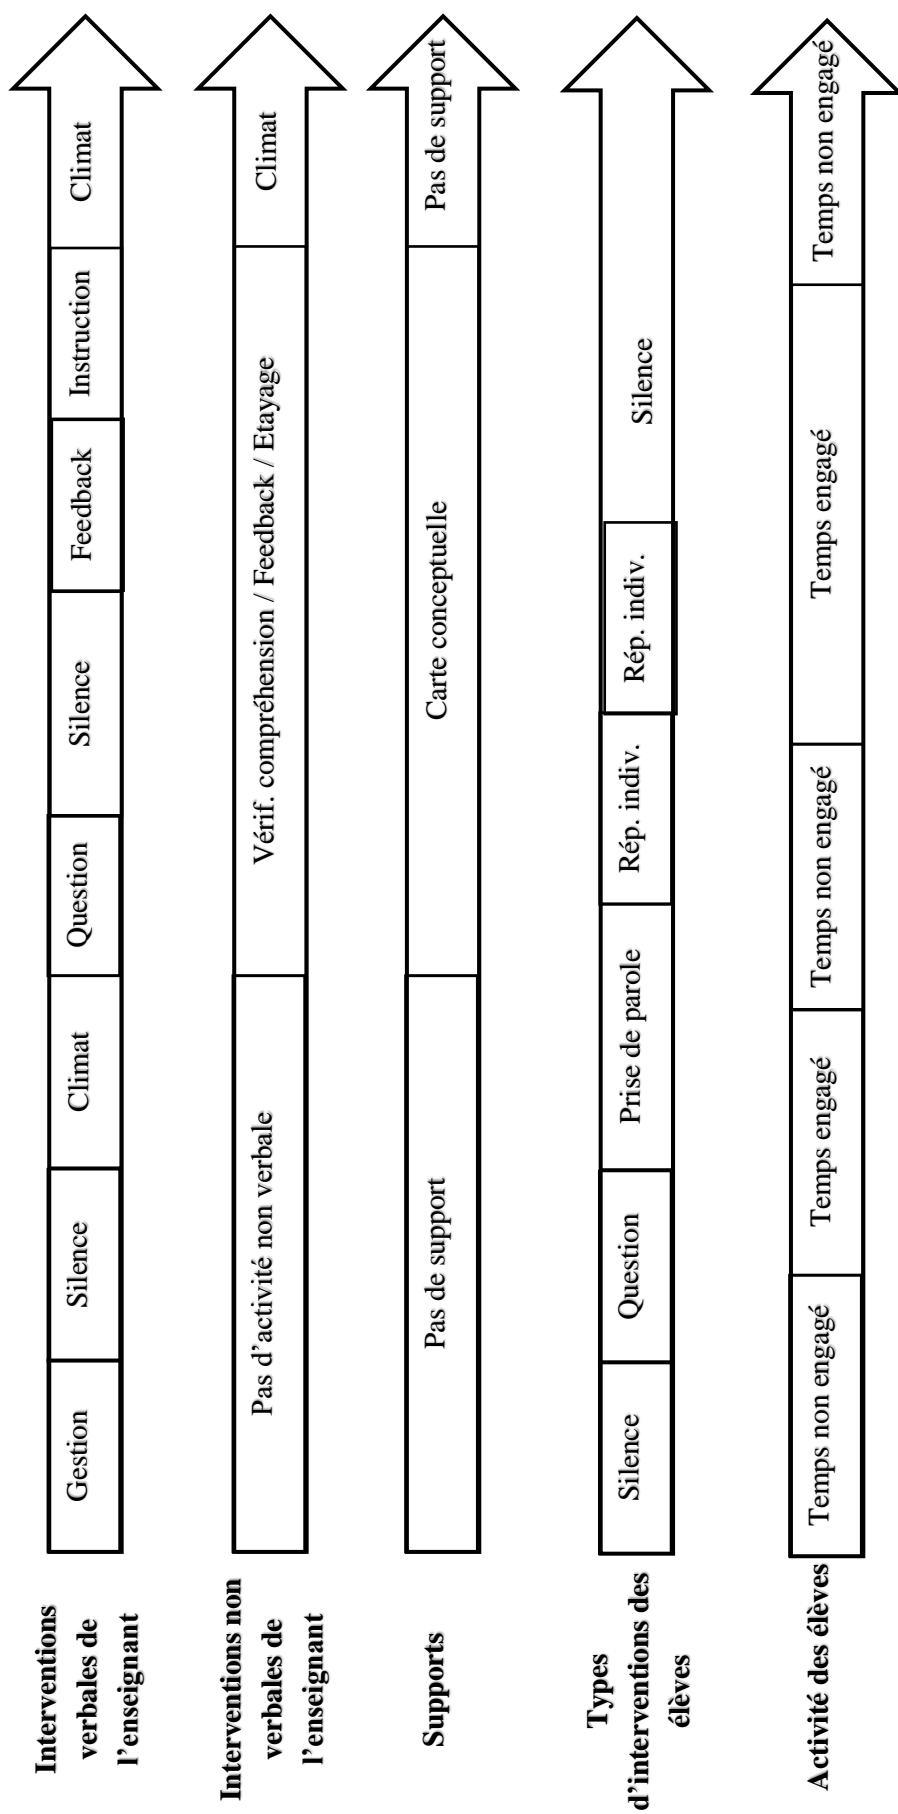 Interventions
verbales de
l’enseignant
Gestion
Silence
Climat
Question
Silence
Feedback
Instruction
Climat
Interventions non
verbales de
l’enseignant
Pas d’activité non verbale
Vérif. compréhension / Feedback / Etayage
Climat
Supports
Pas de support
Carte conceptuelle
Pas de support
Types
d’interventions des
élèves
Silence
Question
Prise de parole
Rép. indiv.
Rép. indiv.
Silence
Activité des élèves
Temps non engagé
Temps engagé
Temps non engagé
Temps engagé
Temps non engagé